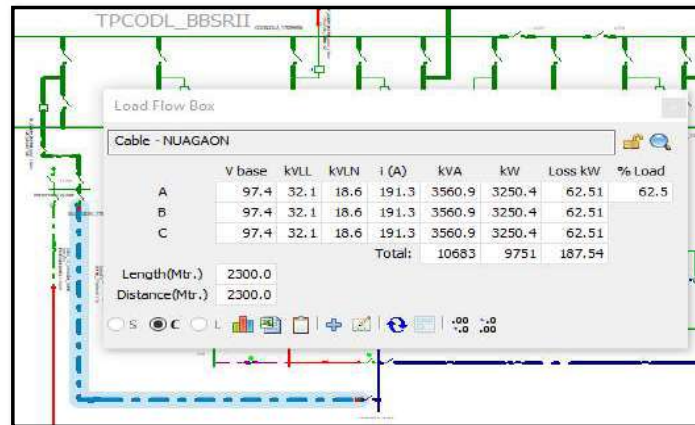 TPCODL_BBSRII
Load Flow Box
Cable - NUAGAON
V base kVLL kVLN i (A) kVA kW Loss kW % Load
A 97.4 32.1 18.6 191.3 3560.9 3250.4 62.51 62.5
B 97.4 32.1 18.6 191.3 3560.9 3250.4 62.51
C 97.4 32.1 18.6 191.3 3560.9 3250.4 62.51
Total: 10683 9751 187.54
Length(Mtr.) 2300.0
Distance(Mtr.) 2300.0
S C L